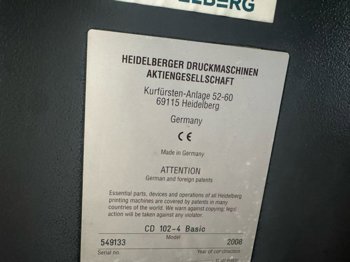 HEIDELBERGER DRUCKMASCHINEN
AKTIENGESELLSCHAFT
Kurfürsten-Anlage 52-60
69115 Heidelberg
Germany
CE
Made in Germany
ATTENTION
German and foreign patents
Essential parts, devices and operations of all Heidelberg
printing machines are covered by patents in many
countries of the world. We warn against copying; legal
action will be taken against any violator.
CD 102-4 Basic
Model
549133 2008
Serial no Year of construction